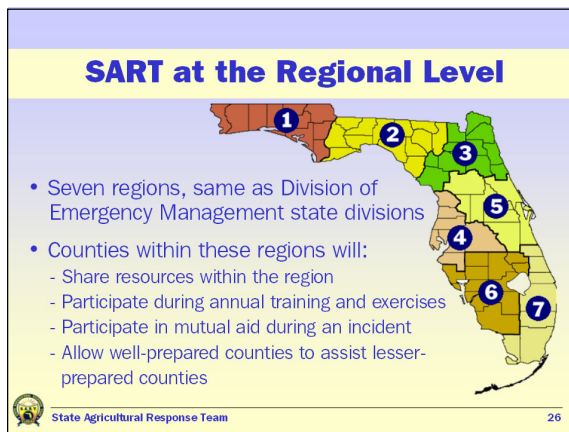 SART at the Regional Level
1
2
3
• Seven regions, same as Division of
Emergency Management state divisions
5
• Counties within these regions will:
4
- Share resources within the region
- Participate during annual training and exercises
6
7
- Participate in mutual aid during an incident
- Allow well-prepared counties to assist lesser-
prepared counties
State Agricultural Response Team
26